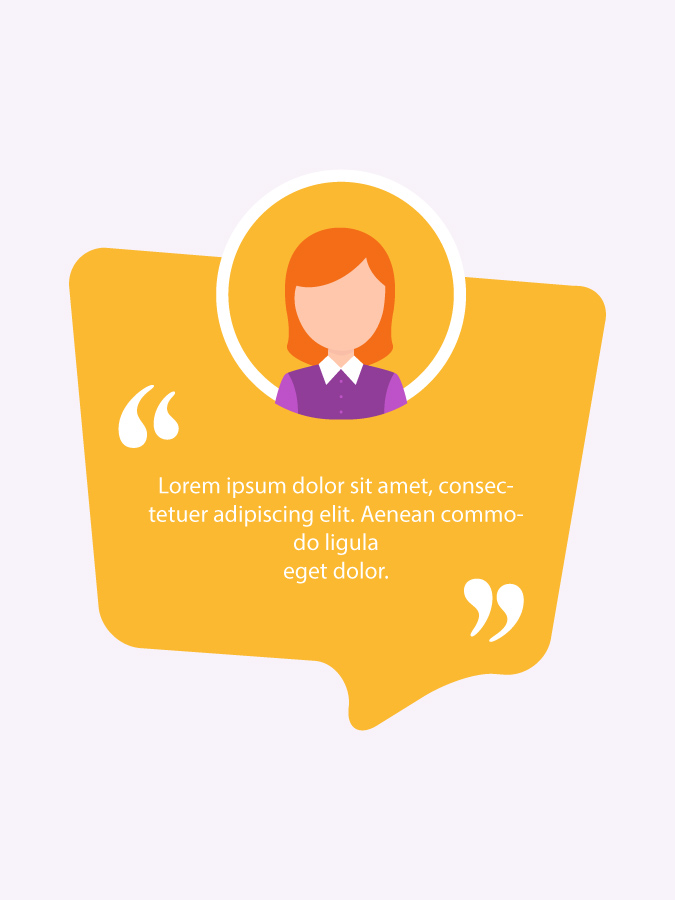 “
Lorem ipsum dolor sit amet, consec-
tetuer adipiscing elit. Aenean commo-
do ligula
eget dolor.
”